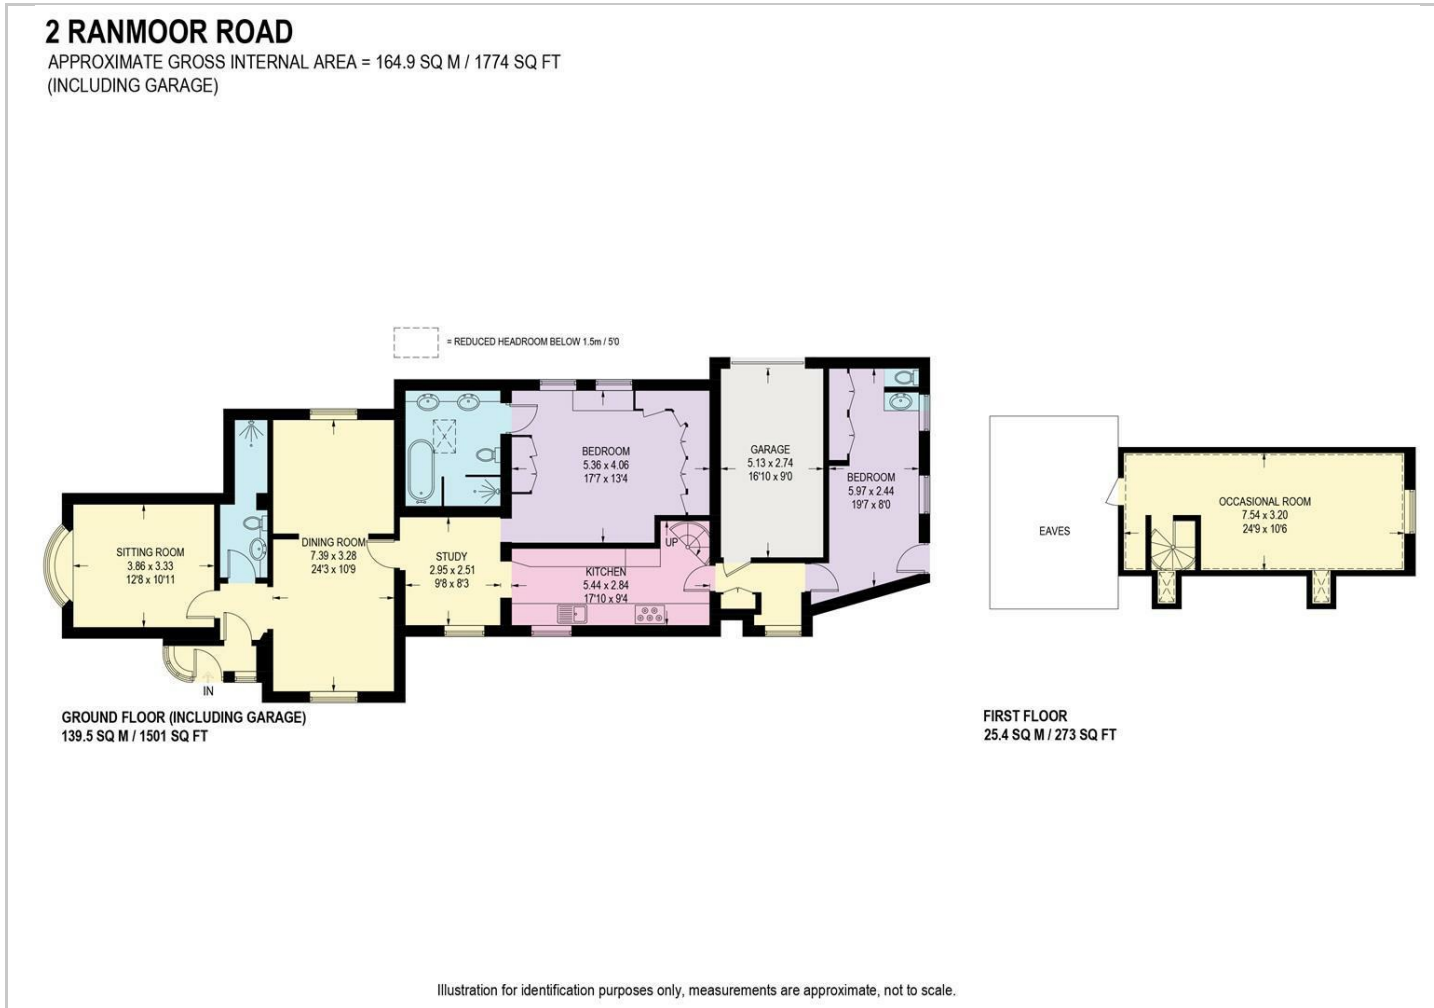 2 RANMOOR ROAD
APPROXIMATE GROSS INTERNAL AREA = 164.9 SQ M / 1774 SQ FT
(INCLUDING GARAGE)
= REDUCED HEADROOM BELOW 1.5m / 5'0
SITTING ROOM
3.86 x 3.33
12'8 x 10'11
DINING ROOM
7.39 x 3.28
24'3 x 10'9
STUDY
2.95 x 2.51
9'8 x 8'3
BEDROOM
5.36 x 4.06
17'7 x 13'4
UP
KITCHEN
5.44 x 2.84
17'10 x 9'4
GARAGE
5.13 x 2.74
16'10 x 9'0
BEDROOM
5.97 x 2.44
19'7 x 8'0
IN
GROUND FLOOR (INCLUDING GARAGE)
139.5 SQ M / 1501 SQ FT
EAVES
OCCASIONAL ROOM
7.54 x 3.20
24'9 x 10'6
FIRST FLOOR
25.4 SQ M / 273 SQ FT
Illustration for identification purposes only, measurements are approximate, not to scale.